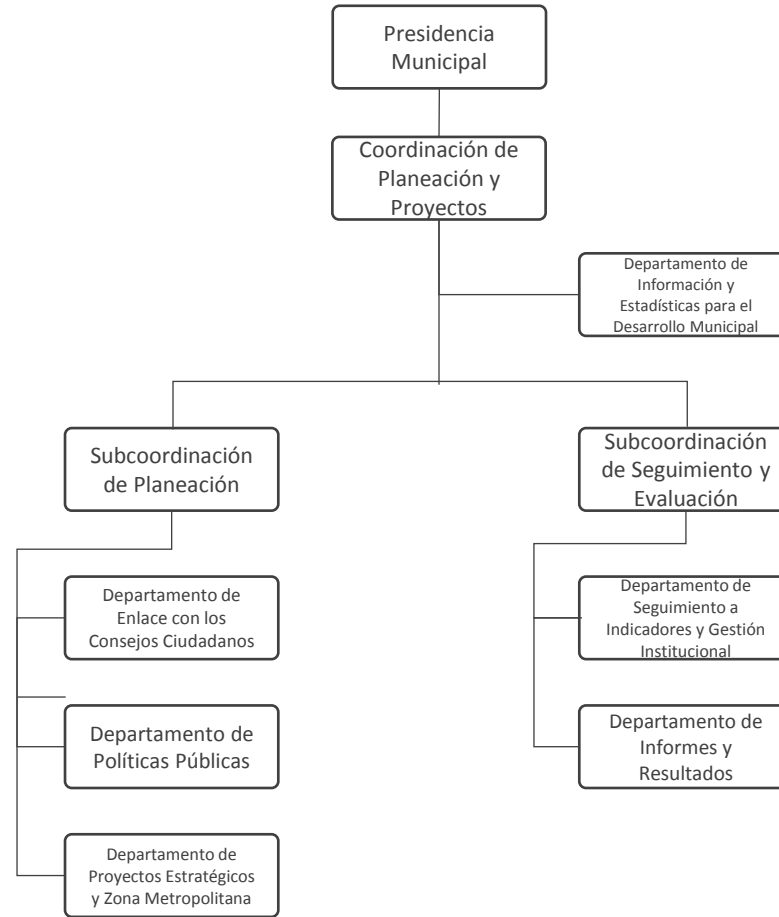 Presidencia
Municipal
Coordinación de
Planeación y
Proyectos
Departamento de
Información y
Estadísticas para el
Desarrollo Municipal
Subcoordinación
de Planeación
Subcoordinación
de Seguimiento y
Evaluación
Departamento de
Enlace con los
Consejos Ciudadanos
Departamento de
Seguimiento a
Indicadores y Gestión
Institucional
Departamento de
Políticas Públicas
Departamento de
Informes y
Resultados
Departamento de
Proyectos Estratégicos
y Zona Metropolitana